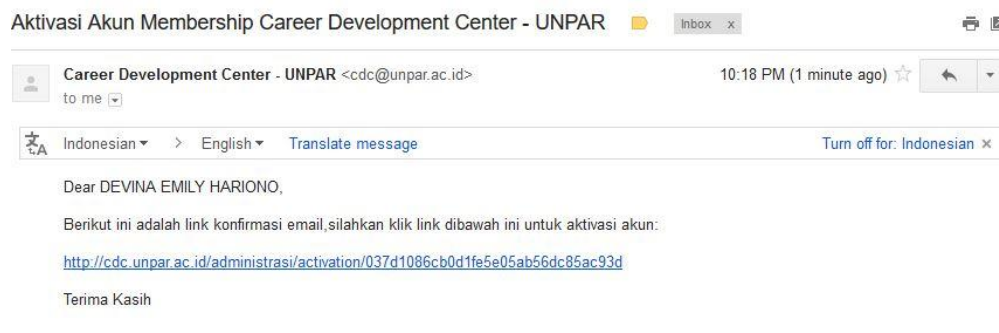 Aktivasi Akun Membership Career Development Center - UNPAR Inbox x
Career Development Center - UNPAR <cdc@unpar.ac.id> 10:18 PM (1 minute ago)
to me
Indonesian > English Translate message Turn off for: Indonesian ×
Dear DEVINA EMILY HARIONO,
Berikut ini adalah link konfirmasi email,silahkan klik link dibawah ini untuk aktivasi akun:
http://cdc.unpar.ac.id/administrasi/activation/037d1086cb0d1fe5e05ab56dc85ac93d
Terima Kasih